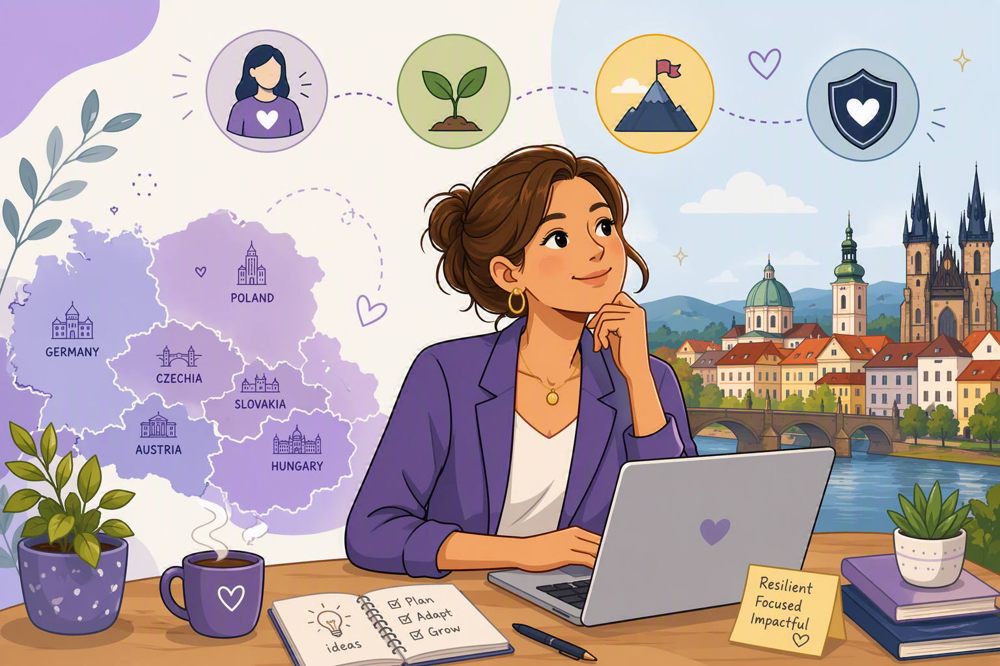 POLAND
GERMANY
CZECHIA
SLOVAKIA
AUSTRIA
HUNGARY
ideas
Plan
Adapt
Grow
Resilient
Focused
Impactful